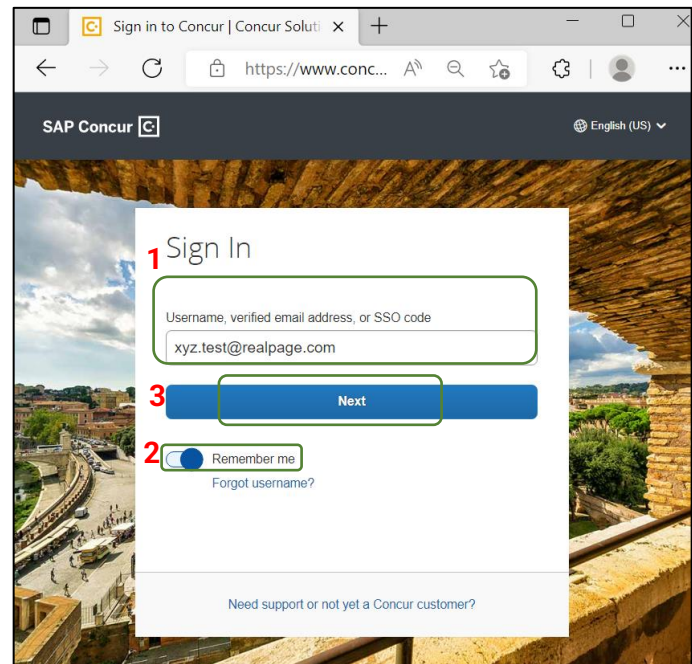 Sign in to Concur | Concur Soluti
https://www.conc...
SAP Concur C
English (US)
1
Sign In
Username, verified email address, or SSO code
xyz.test@realpage.com
3
Next
2
Remember me
Forgot username?
Need support or not yet a Concur customer?